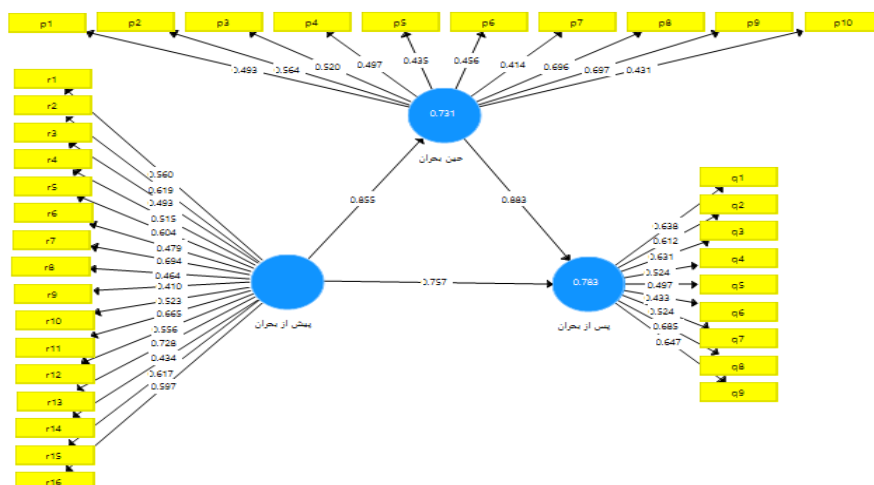 p1
p2
p3
p4
p5
p6
p7
p8
p9
p10
0.493
0.564
0.520
0.497
0.435
0.456
0.414
0.696
0.697
0.431
0.731
حین بحران
r1
r2
r3
r4
r5
r6
r7
r8
r9
r10
r11
r12
r13
r14
r15
r16
0.560
0.619
0.493
0.515
0.604
0.479
0.694
0.464
0.410
0.523
0.665
0.556
0.728
0.434
0.617
0.597
پیش از بحران
0.855
0.883
0.757
0.783
پس از بحران
0.638
0.612
0.631
0.524
0.497
0.433
0.524
0.685
0.647
q1
q2
q3
q4
q5
q6
q7
q8
q9